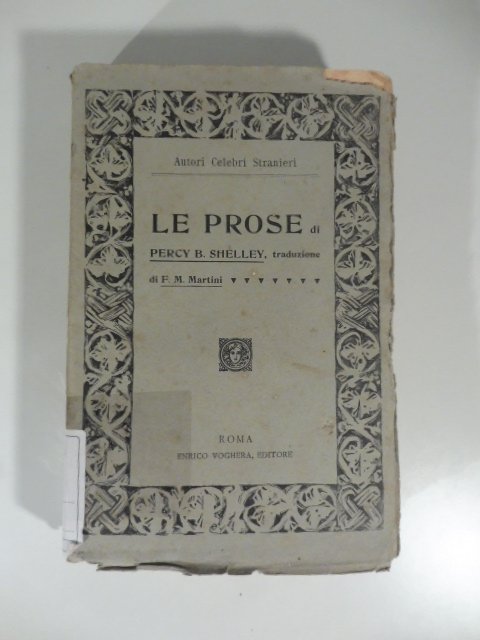 Autori Celebri Stranieri
LE PROSE di
PERCY B. SHELLEY, traduzione
di F. M. Martini
ROMA
ENRICO VOGHERA, EDITORE